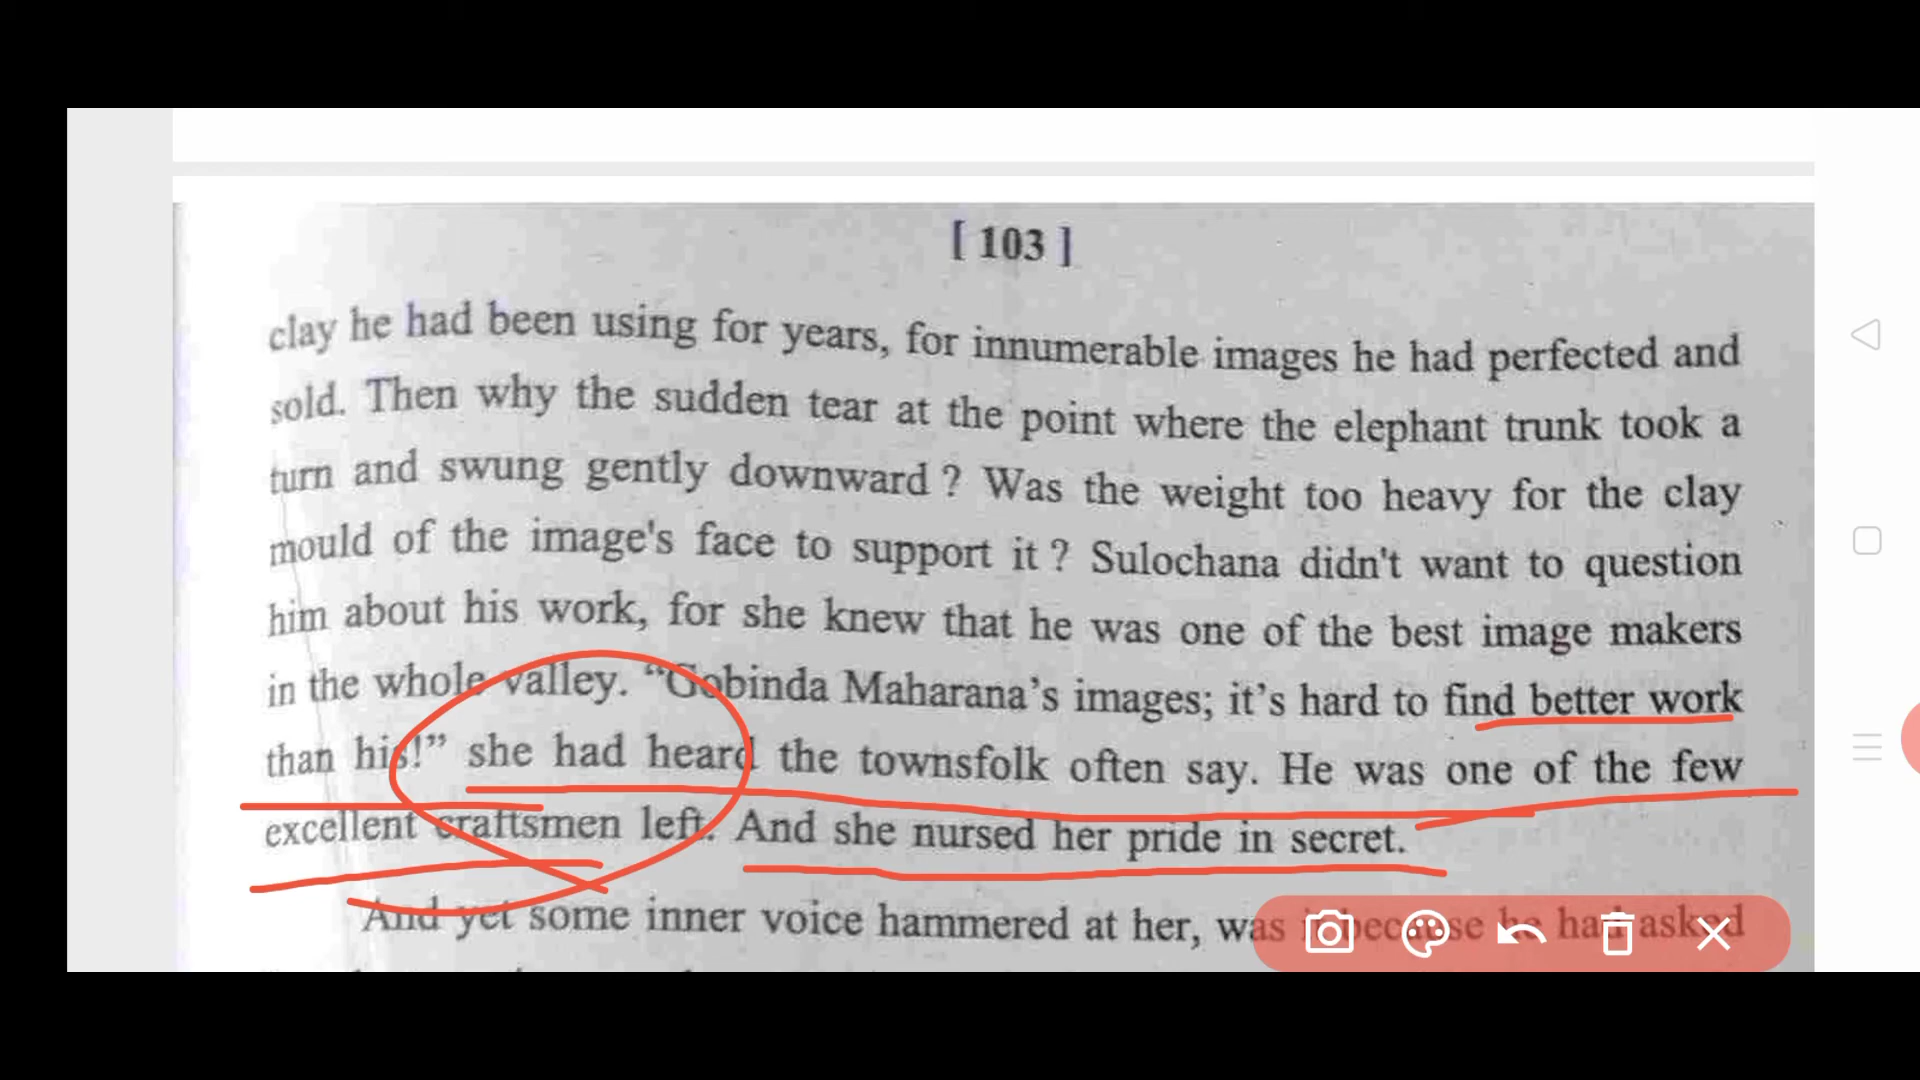 [ 103 ]
clay he had been using for years, for innumerable images he had perfected and
sold. Then why the sudden tear at the point where the elephant trunk took a
turn and swung gently downward ? Was the weight too heavy for the clay
mould of the image's face to support it ? Sulochana didn't want to question
him about his work, for she knew that he was one of the best image makers
in the whole valley. “Gobinda Maharana’s images; it’s hard to find better work
than his!” she had heard the townsfolk often say. He was one of the few
excellent craftsmen left. And she nursed her pride in secret.
And yet some inner voice hammered at her, was it because he had asked